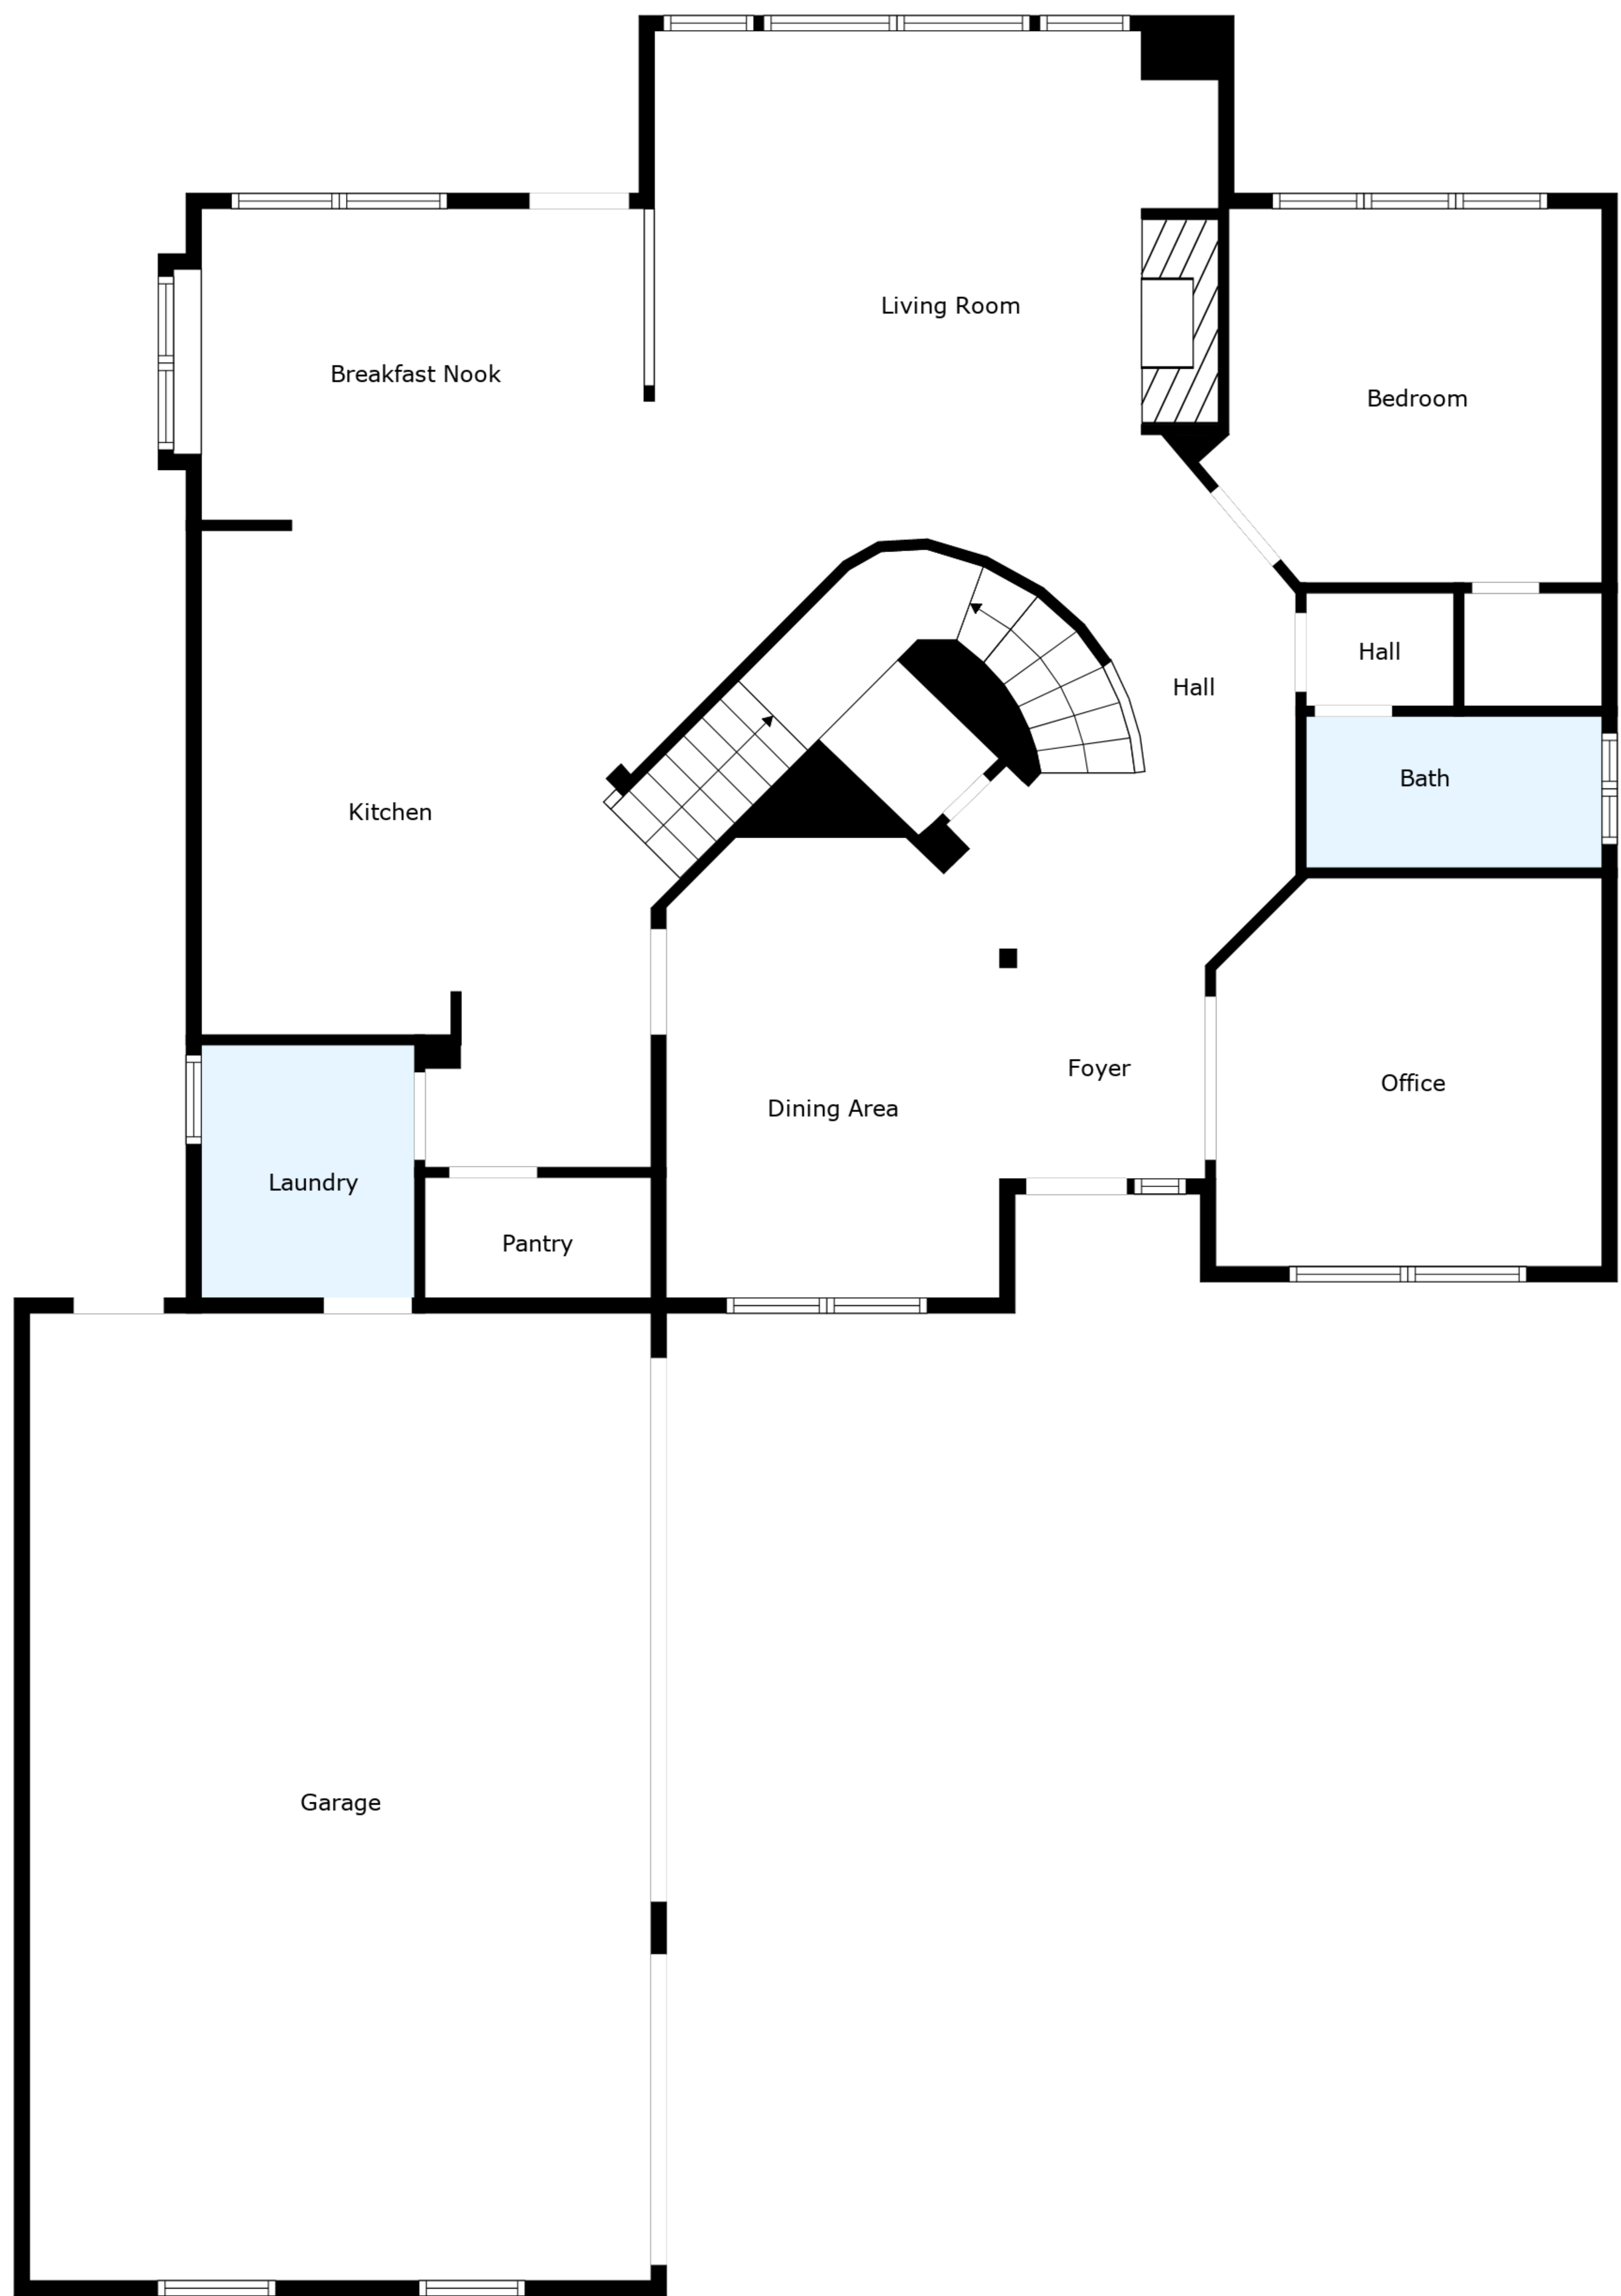 Living Room
Breakfast Nook
Bedroom
Hall
Hall
Bath
Kitchen
Foyer
Office
Dining Area
Laundry
Pantry
Garage